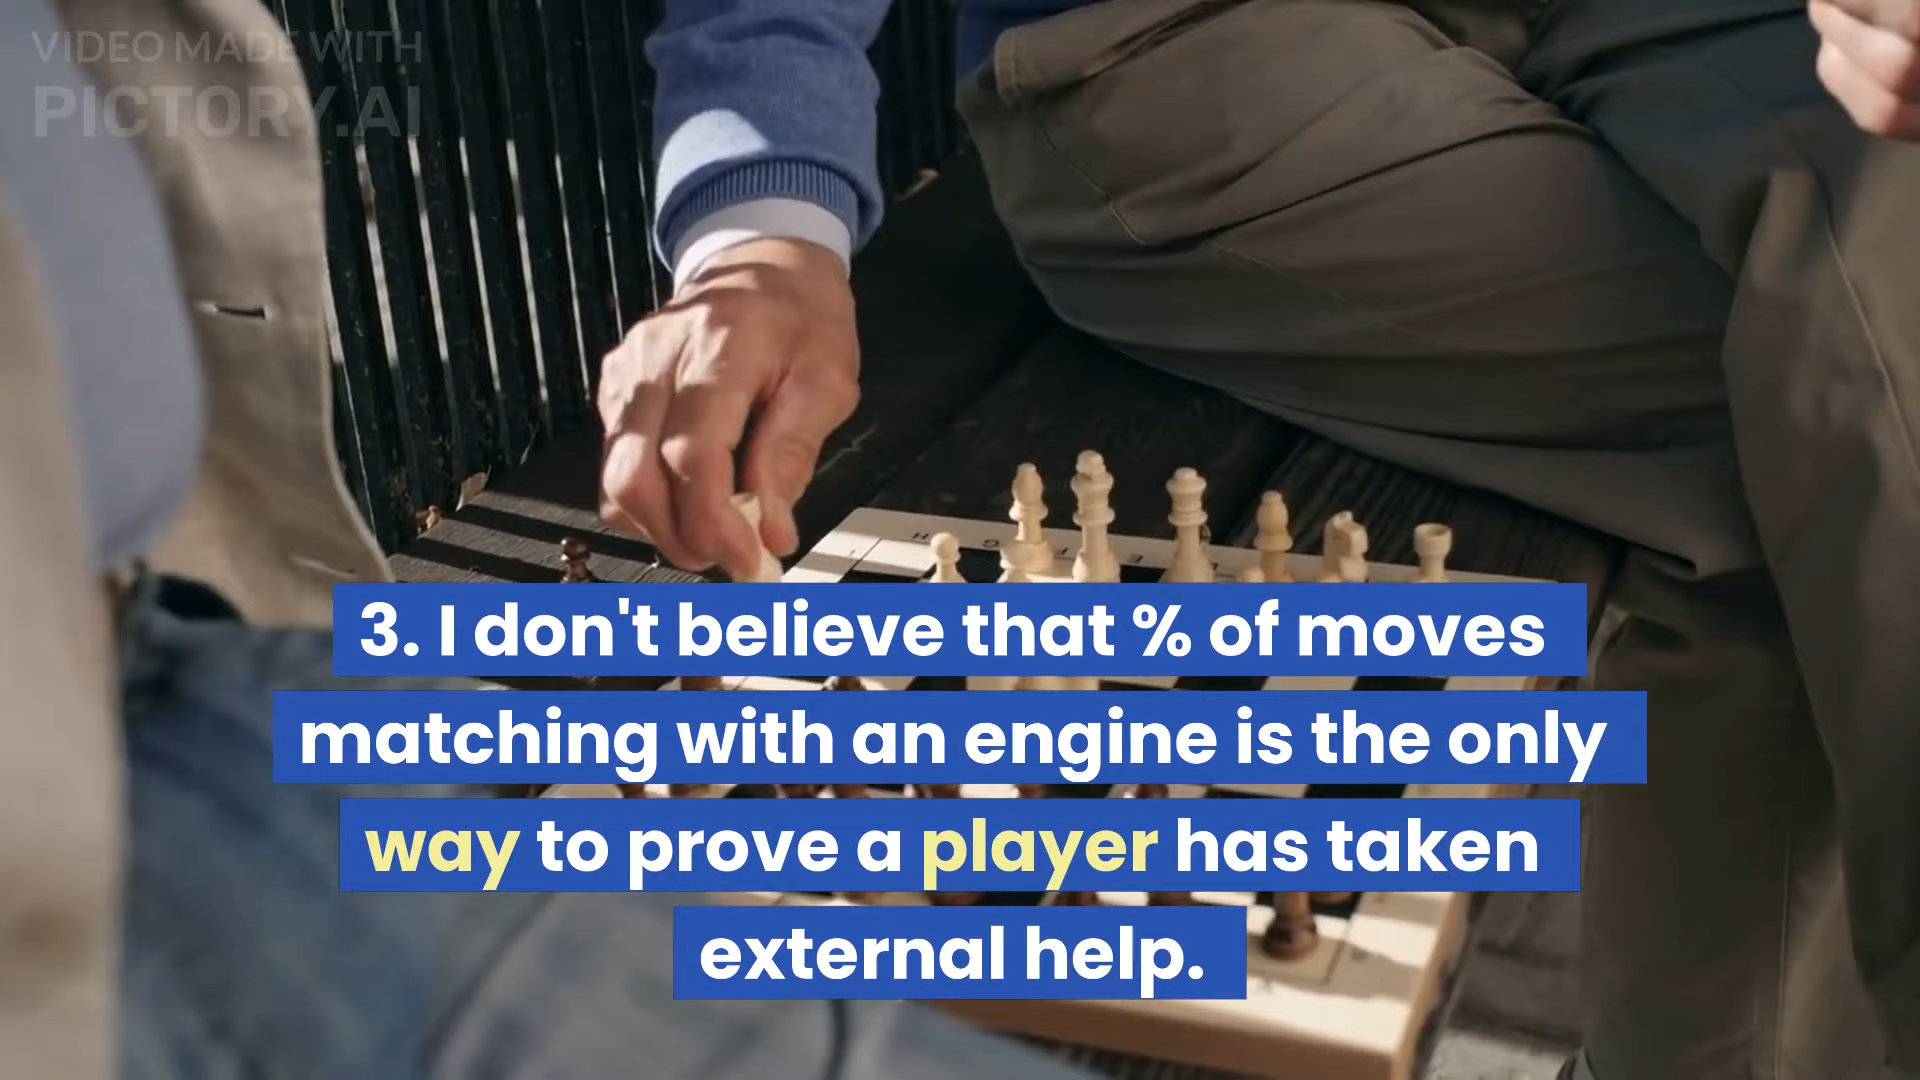 VIDEO MADE WITH
PICTORY.AI
H G F E
3. I don't believe that % of moves
matching with an engine is the only
way to prove a player has taken
external help.